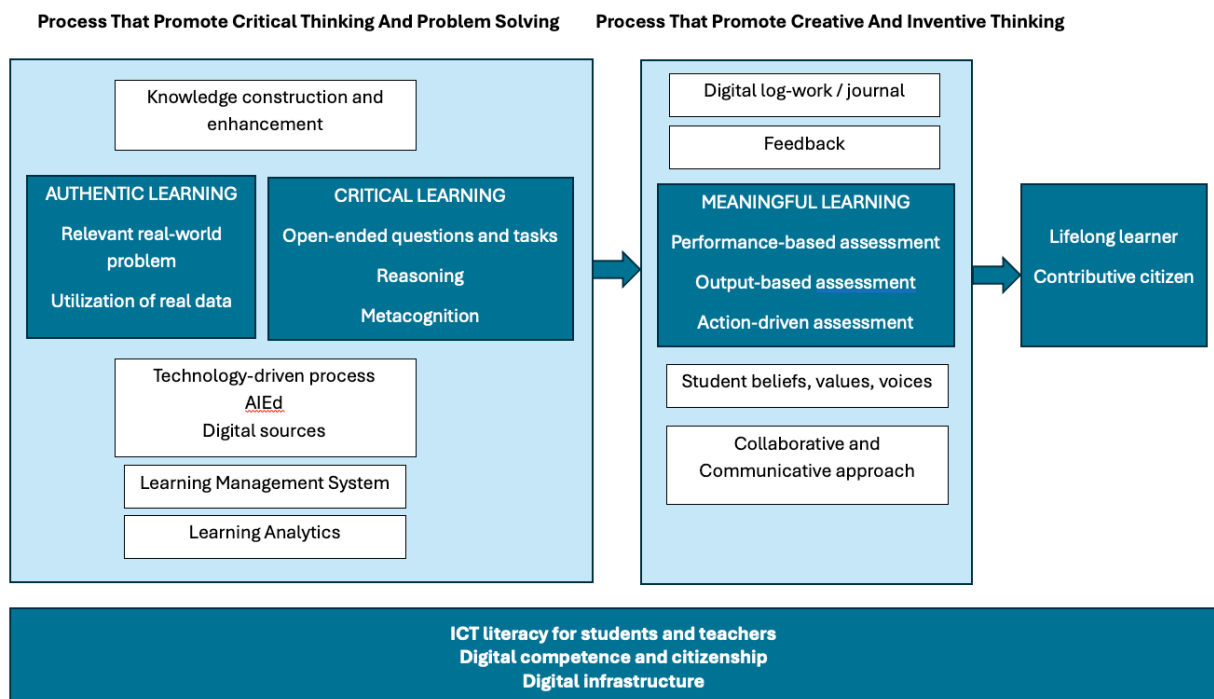 Process That Promote Critical Thinking And Problem Solving
Process That Promote Creative And Inventive Thinking
Knowledge construction and
enhancement
AUTHENTIC LEARNING
Relevant real-world
problem
Utilization of real data
CRITICAL LEARNING
Open-ended questions and tasks
Reasoning
Metacognition
Technology-driven process
AIEd
Digital sources
Learning Management System
Learning Analytics
Digital log-work / journal
Feedback
MEANINGFUL LEARNING
Performance-based assessment
Output-based assessment
Action-driven assessment
Student beliefs, values, voices
Collaborative and
Communicative approach
Lifelong learner
Contributive citizen
ICT literacy for students and teachers
Digital competence and citizenship
Digital infrastructure